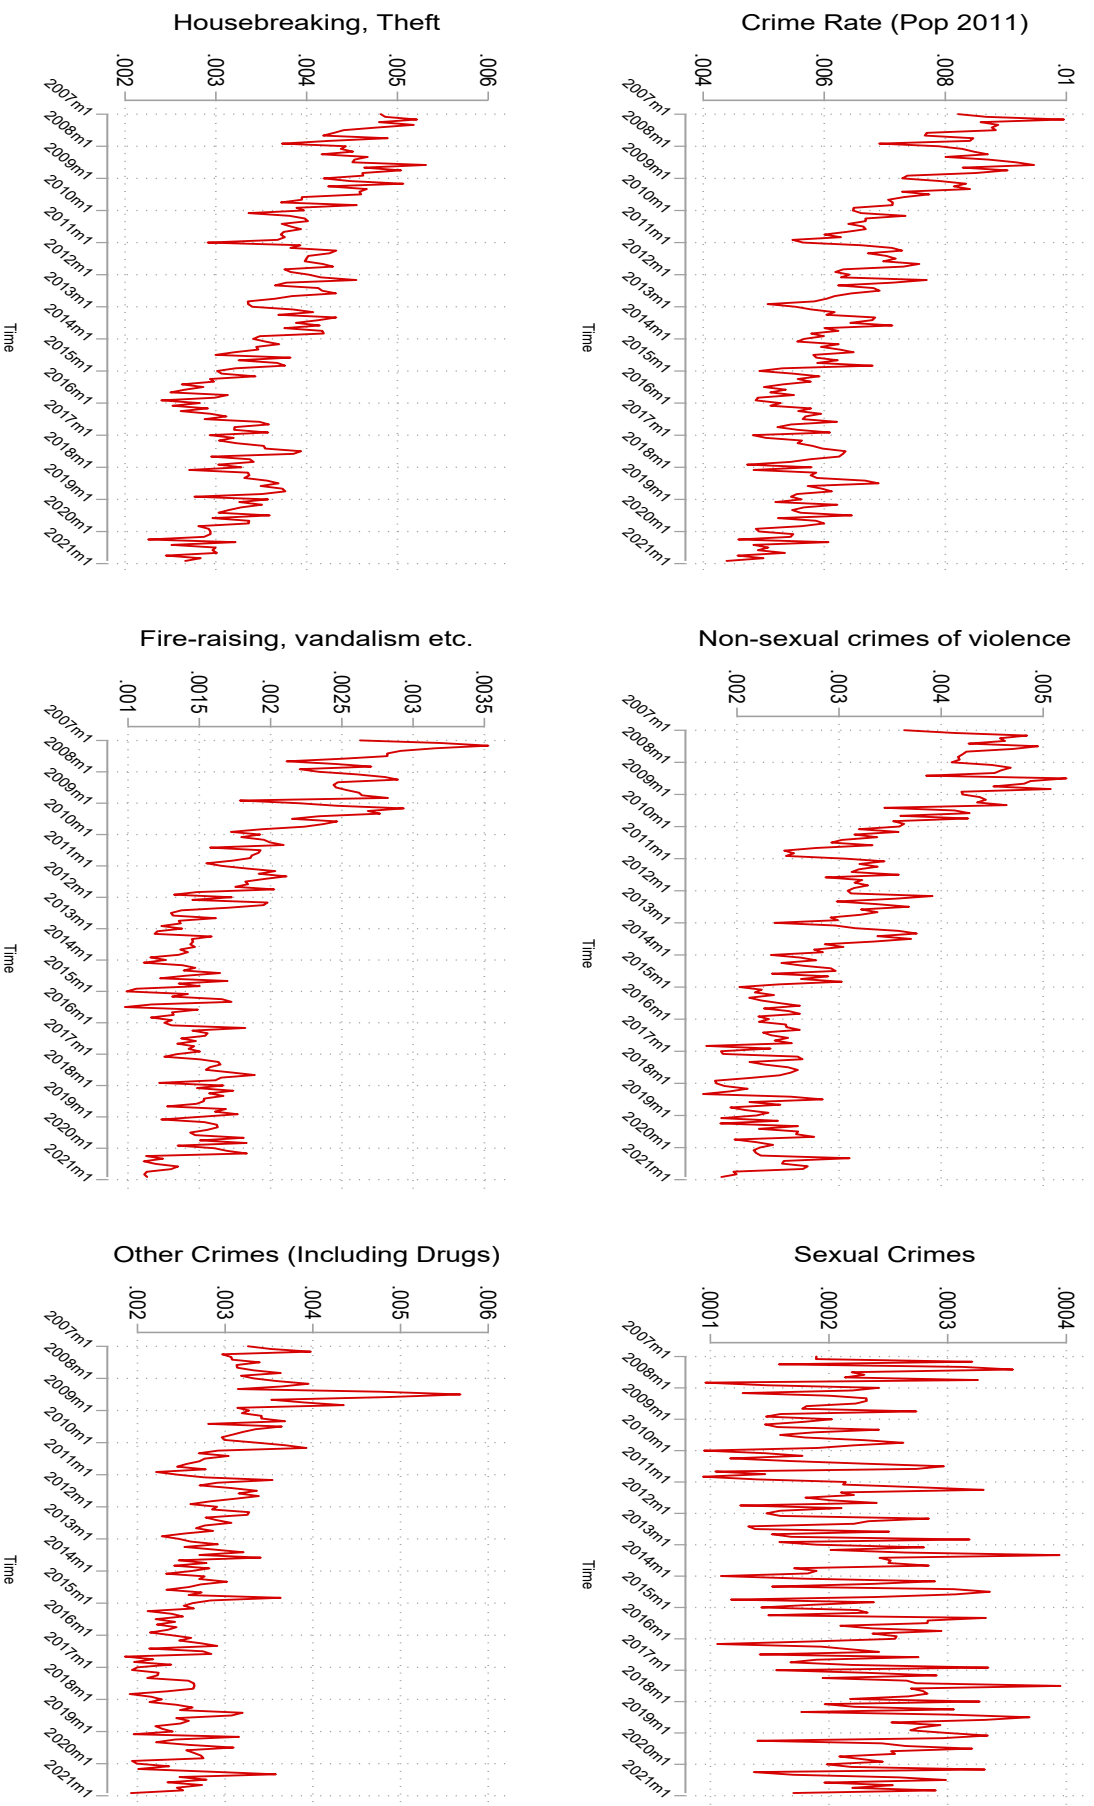 Housebreaking, Theft
.002
.003
.004
.005
.006
2007m1
2008m1
2009m1
2010m1
2011m1
2012m1
2013m1
2014m1
2015m1
2016m1
2017m1
2018m1
2019m1
2020m1
2021m1
Time
Crime Rate (Pop 2011)
.004
.006
.008
.01
2007m1
2008m1
2009m1
2010m1
2011m1
2012m1
2013m1
2014m1
2015m1
2016m1
2017m1
2018m1
2019m1
2020m1
2021m1
Time
Fire-raising, vandalism etc.
.001
.0015
.002
.0025
.003
.0035
2007m1
2008m1
2009m1
2010m1
2011m1
2012m1
2013m1
2014m1
2015m1
2016m1
2017m1
2018m1
2019m1
2020m1
2021m1
Time
Non-sexual crimes of violence
.002
.003
.004
.005
2007m1
2008m1
2009m1
2010m1
2011m1
2012m1
2013m1
2014m1
2015m1
2016m1
2017m1
2018m1
2019m1
2020m1
2021m1
Time
Other Crimes (Including Drugs)
.002
.003
.004
.005
.006
2007m1
2008m1
2009m1
2010m1
2011m1
2012m1
2013m1
2014m1
2015m1
2016m1
2017m1
2018m1
2019m1
2020m1
2021m1
Time
Sexual Crimes
.0001
.0002
.0003
.0004
2007m1
2008m1
2009m1
2010m1
2011m1
2012m1
2013m1
2014m1
2015m1
2016m1
2017m1
2018m1
2019m1
2020m1
2021m1
Time